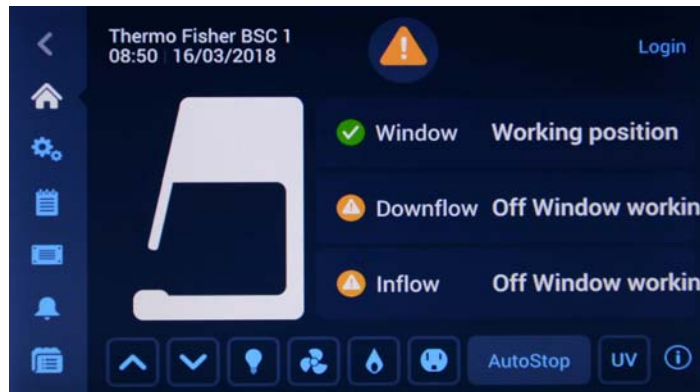 Thermo Fisher BSC 1
08:50 16/03/2018
Login
Window Working position
Downflow Off Window workin
Inflow Off Window workin
AutoStop
UV